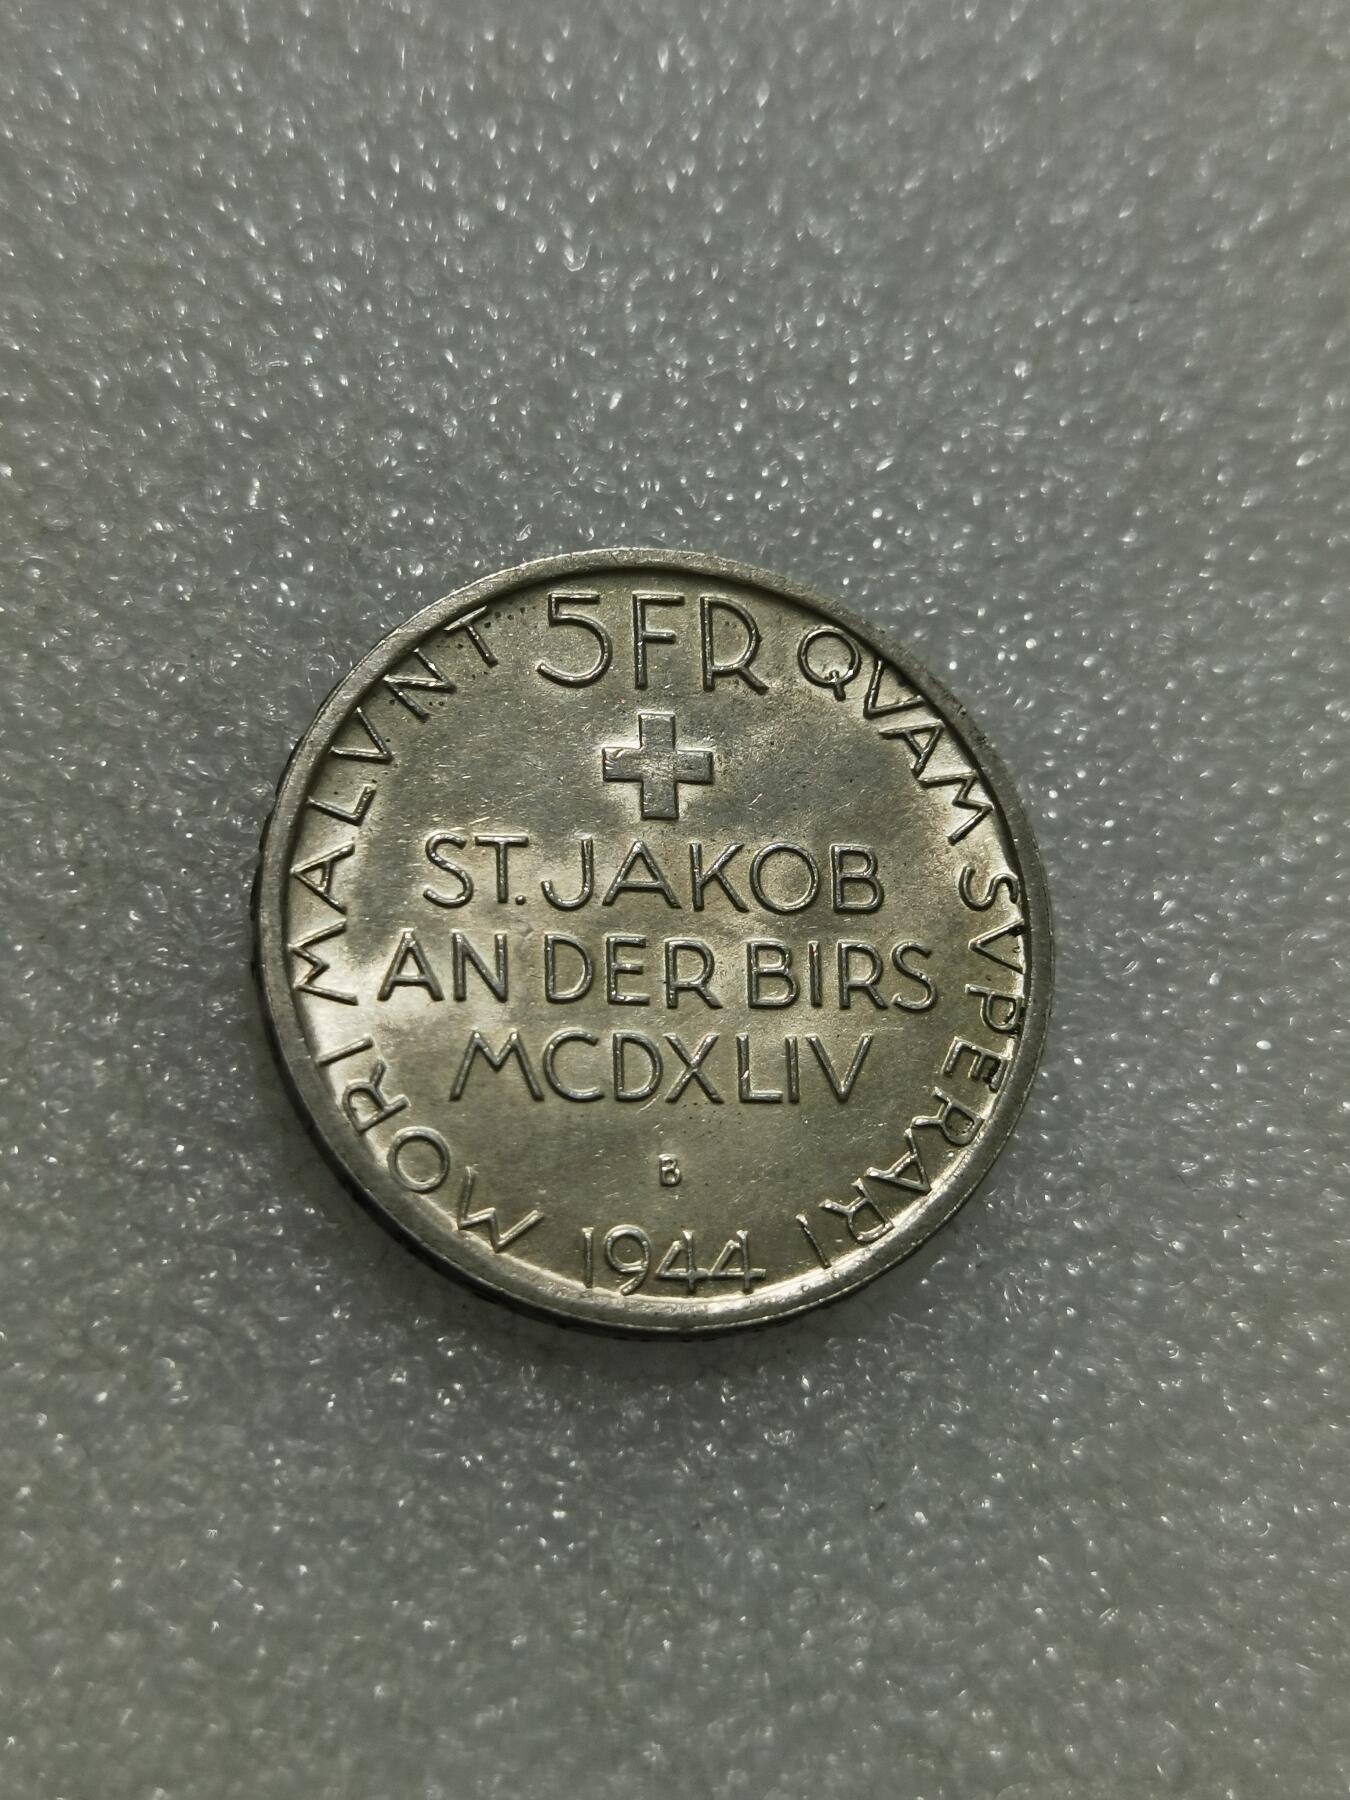 5FR
ST. JAKOB
AN DER BIRS
MCDXLIV
B
1944
MORI MALVNT QVAM SVPERARI